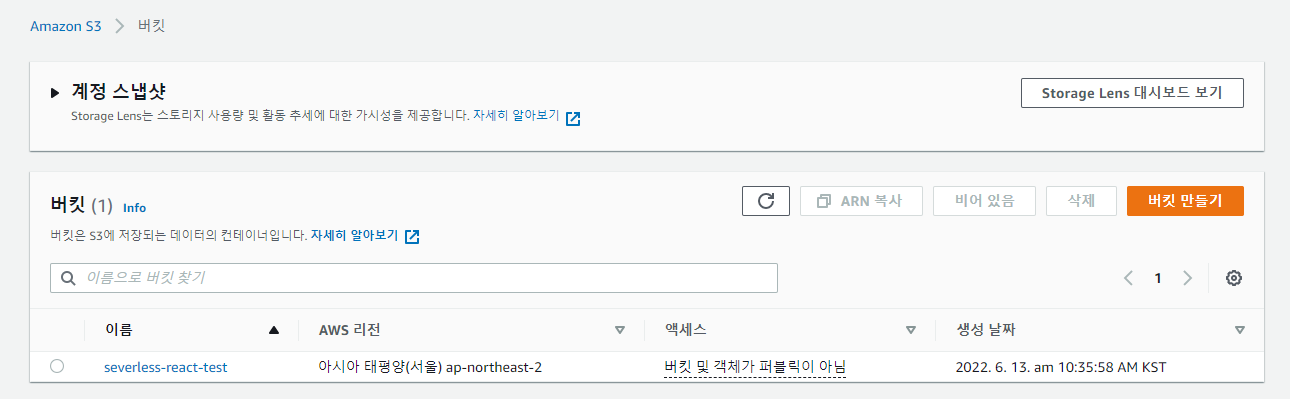 Amazon S3 > 버킷
계정 스냅샷
Storage Lens는 스토리지 사용량 및 활동 추세에 대한 가시성을 제공합니다. 자세히 알아보기
Storage Lens 대시보드 보기
버킷 (1) Info
버킷은 S3에 저장되는 데이터의 컨테이너입니다. 자세히 알아보기
ARN 복사 비어 있음 삭제 버킷 만들기
이름으로 버킷 찾기
1
이름 AWS 리전 액세스 생성 날짜
severless-react-test 아시아 태평양(서울) ap-northeast-2 버킷 및 객체가 퍼블릭이 아님 2022. 6. 13. am 10:35:58 AM KST